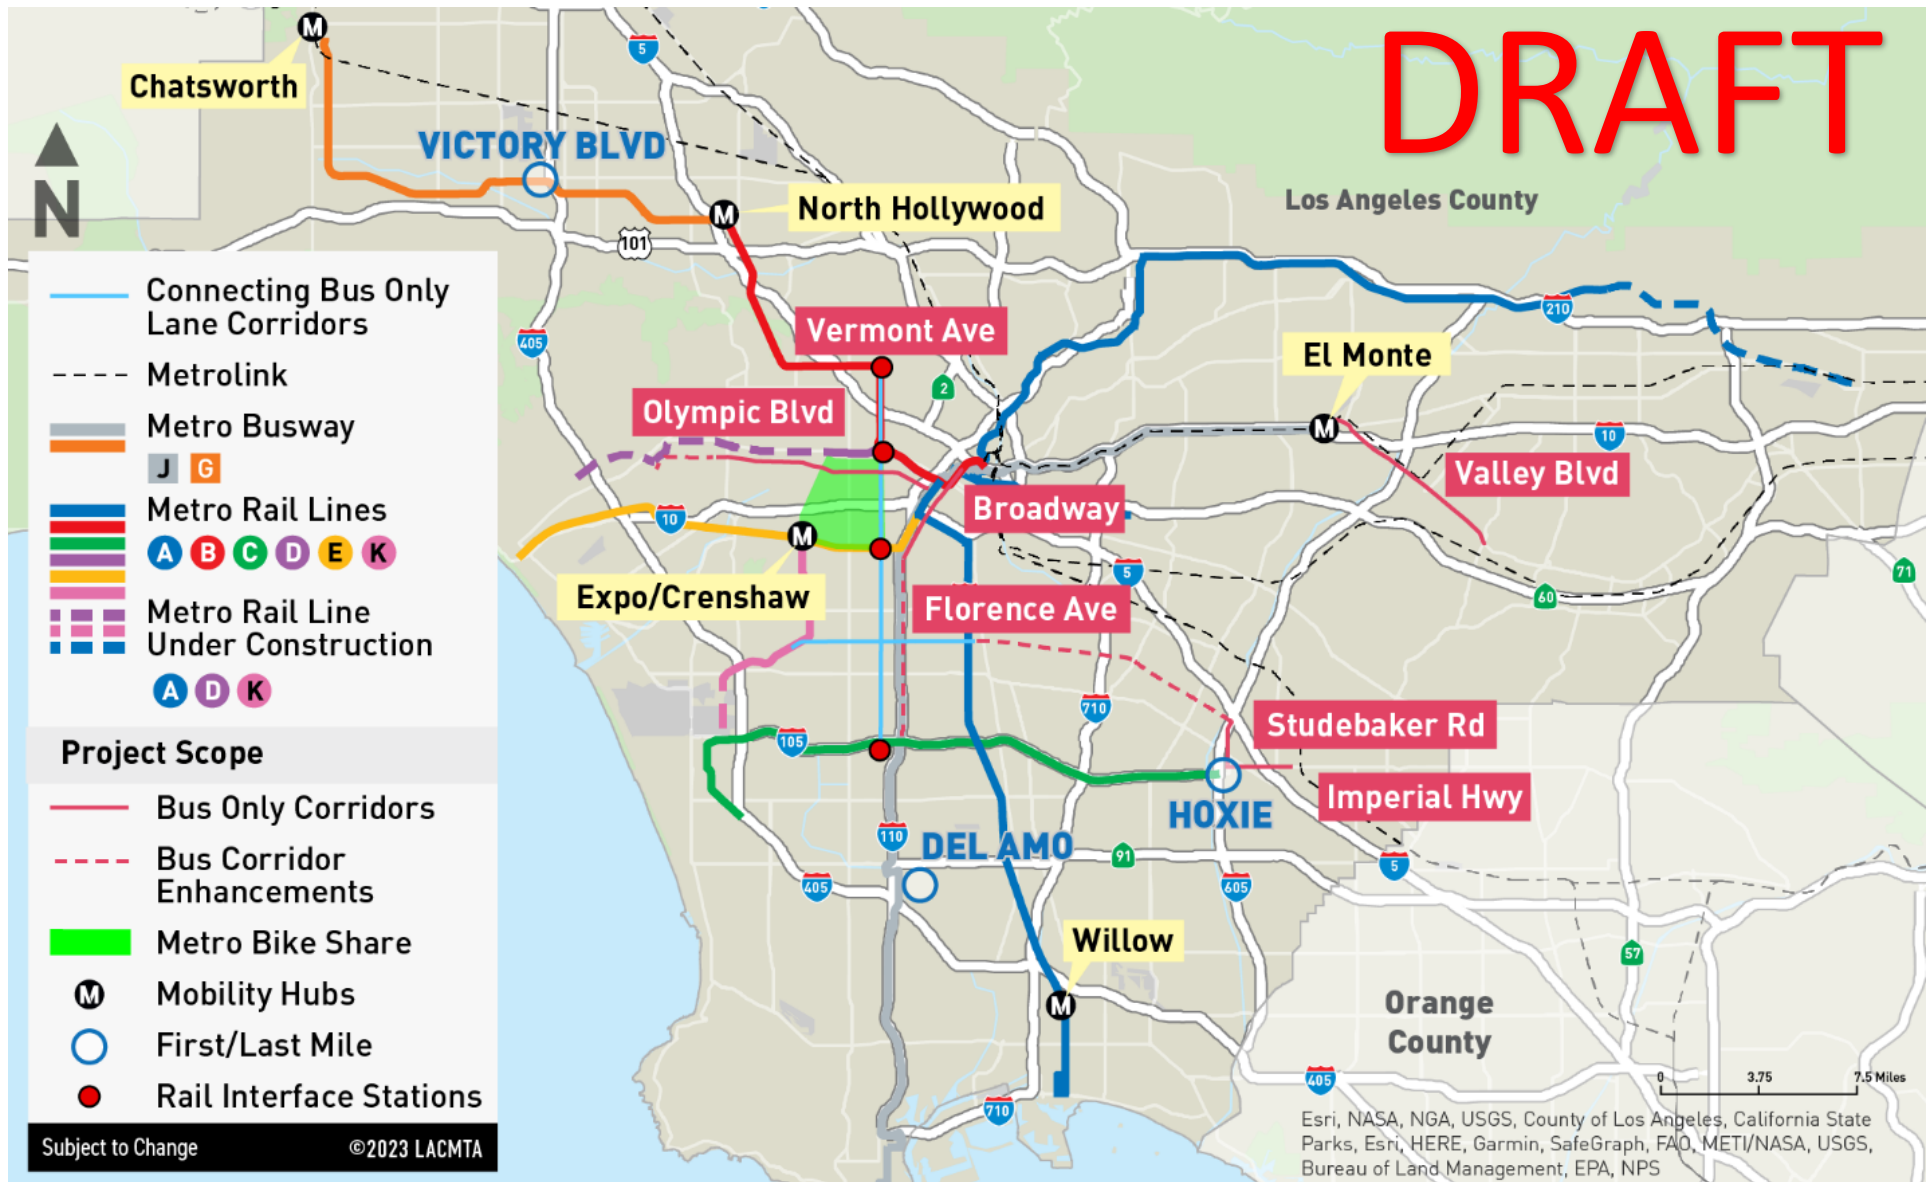 DRAFT
M
Chatsworth
5
VICTORY BLVD
N
M
North Hollywood
Los Angeles County
101
Connecting Bus Only
Lane Corridors
Metrolink
Metro Busway
J G
Metro Rail Lines
A B C D E K
Metro Rail Line
Under Construction
A D K
Project Scope
Bus Only Corridors
Bus Corridor
Enhancements
Metro Bike Share
M Mobility Hubs
First/Last Mile
Rail Interface Stations
Subject to Change ©2023 LACMTA
405
210
Vermont Ave
El Monte
2
Olympic Blvd
M
10
Valley Blvd
Broadway
10
M
5
71
Expo/Crenshaw
60
Florence Ave
710
Studebaker Rd
105
Imperial Hwy
HOXIE
110
DEL AMO
91
5
405
605
Willow
57
M
Orange
County
405
0 3.75 7.5 Miles
710
Esri, NASA, NGA, USGS, County of Los Angeles, California State
Parks, Esri, HERE, Garmin, SafeGraph, FAO, METI/NASA, USGS,
Bureau of Land Management, EPA, NPS